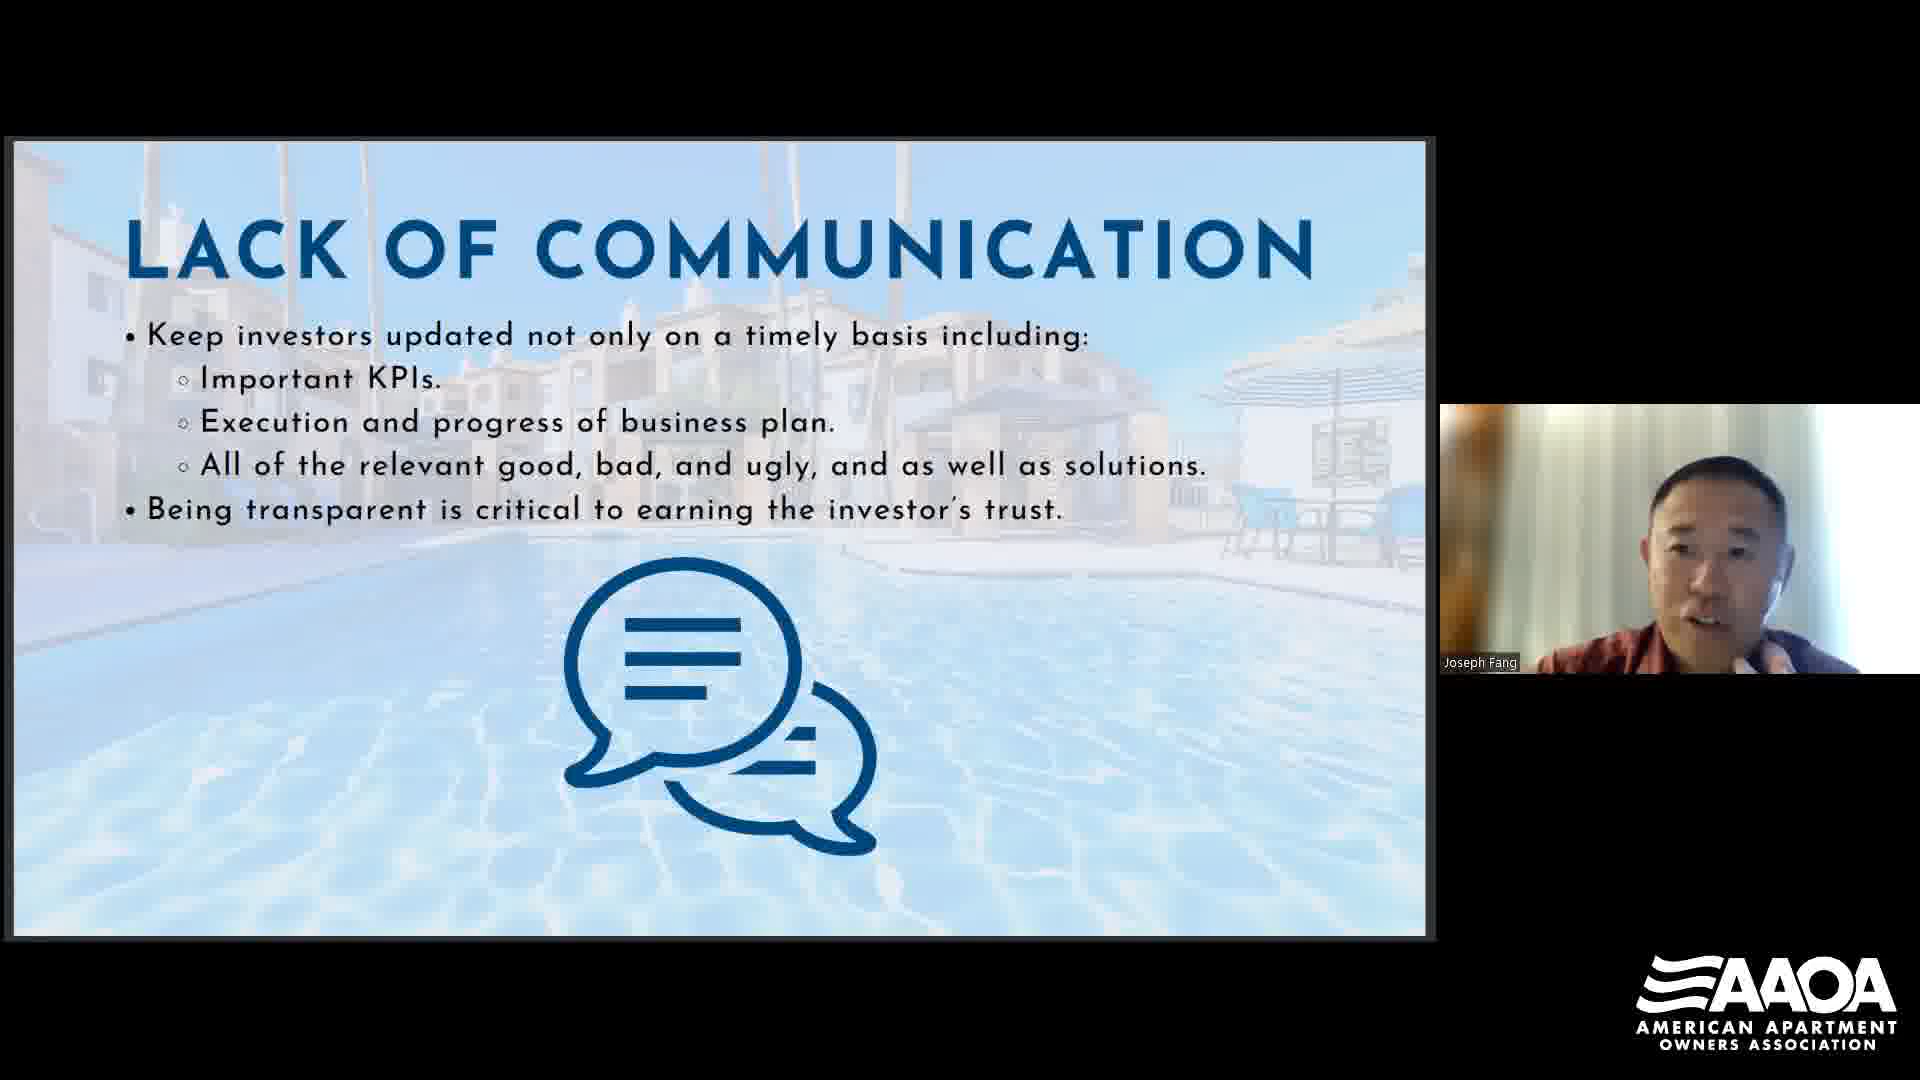 LACK OF COMMUNICATION
• Keep investors updated not only on a timely basis including:
○ Important KPIs.
○ Execution and progress of business plan.
○ All of the relevant good, bad, and ugly, and as well as solutions.
• Being transparent is critical to earning the investor's trust.
Joseph Fang
AAOA
AMERICAN APARTMENT
OWNERS ASSOCIATION